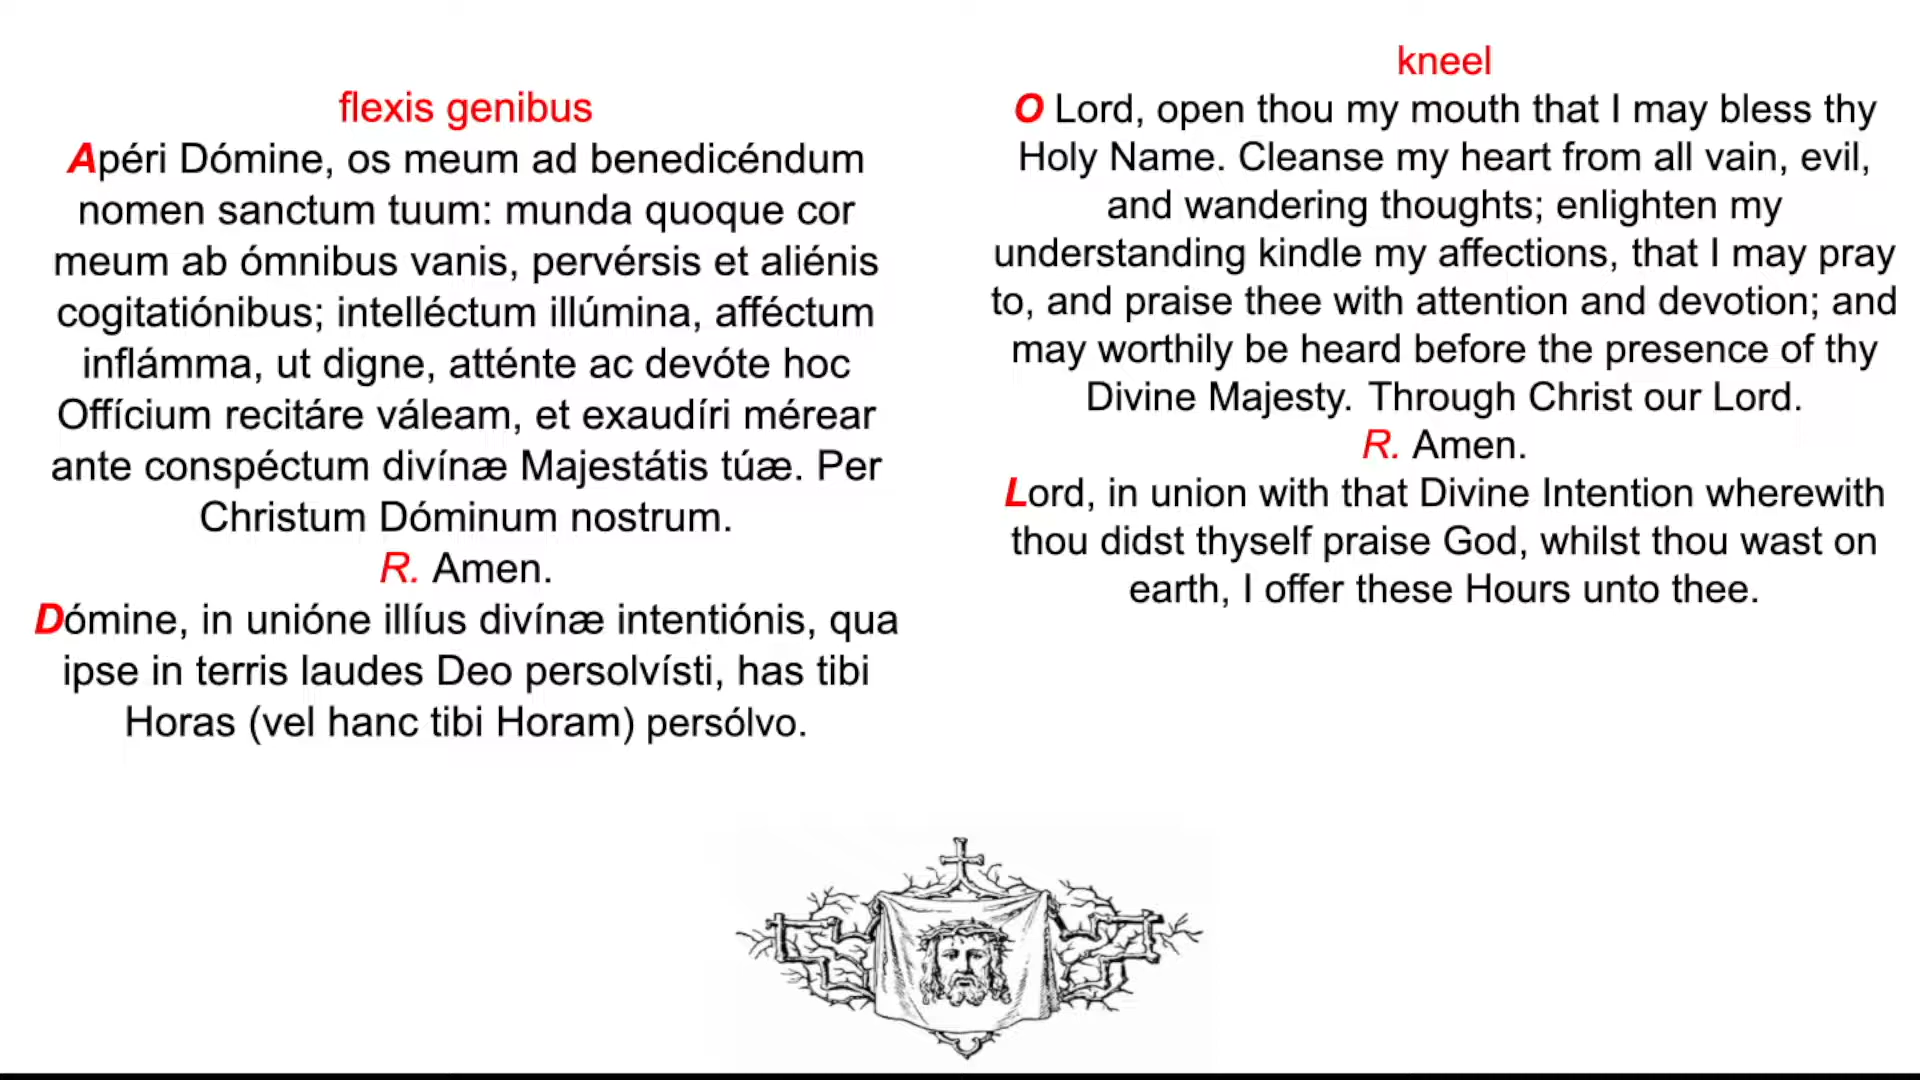 flexis genibus
Apéri Dómine, os meum ad benedicéndum
nomen sanctum tuum: munda quoque cor
meum ab ómnibus vanis, pervérsis et aliénis
cogitatiónibus; intelléctum illúmina, afféctum
inflámma, ut digne, atténte ac devóte hoc
Offícium recitáre váleam, et exaudíri mérear
ante conspéctum divínæ Majestátis túæ. Per
Christum Dóminum nostrum.
R. Amen.
Dómine, in unióne illíus divínæ intentiónis, qua
ipse in terris laudes Deo persolvísti, has tibi
Horas (vel hanc tibi Horam) persólvo.
kneel
O Lord, open thou my mouth that I may bless thy
Holy Name. Cleanse my heart from all vain, evil,
and wandering thoughts; enlighten my
understanding kindle my affections, that I may pray
to, and praise thee with attention and devotion; and
may worthily be heard before the presence of thy
Divine Majesty. Through Christ our Lord.
R. Amen.
Lord, in union with that Divine Intention wherewith
thou didst thyself praise God, whilst thou wast on
earth, I offer these Hours unto thee.